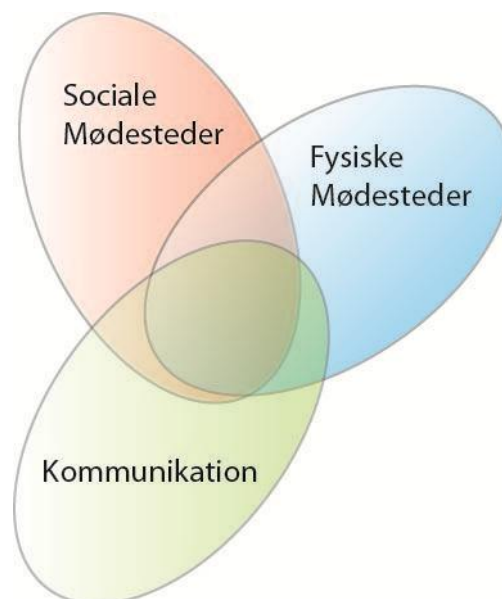 Sociale
Mødesteder
Fysiske
Mødesteder
Kommunikation